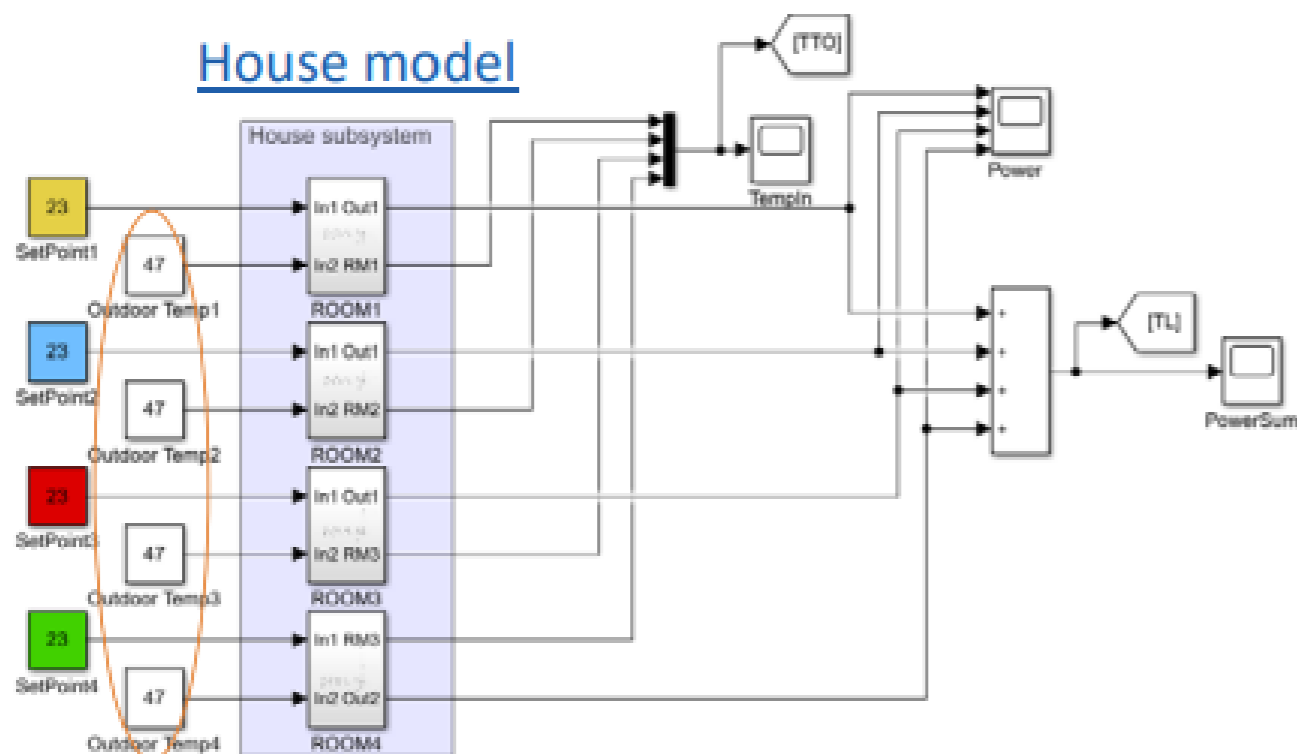 House model
[TTO]
House subsystem
TempIn
Power
23
SetPoint1
47
Outdoor Temp1
In1 Out1
In2 RM1
ROOM1
23
SetPoint2
47
Outdoor Temp2
In1 Out1
In2 RM2
ROOM2
23
SetPoint3
47
Outdoor Temp3
In1 Out1
In2 RM3
ROOM3
23
SetPoint4
47
Outdoor Temp4
In1 RM3
In2 Out2
ROOM4
+
+
+
+
[TL]
PowerSum